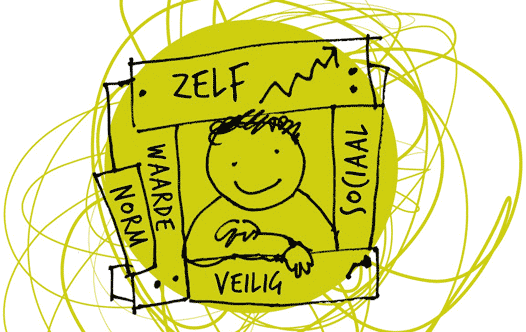 ZELF
WAARDE
NORM
SOCIAAL
VEILIG